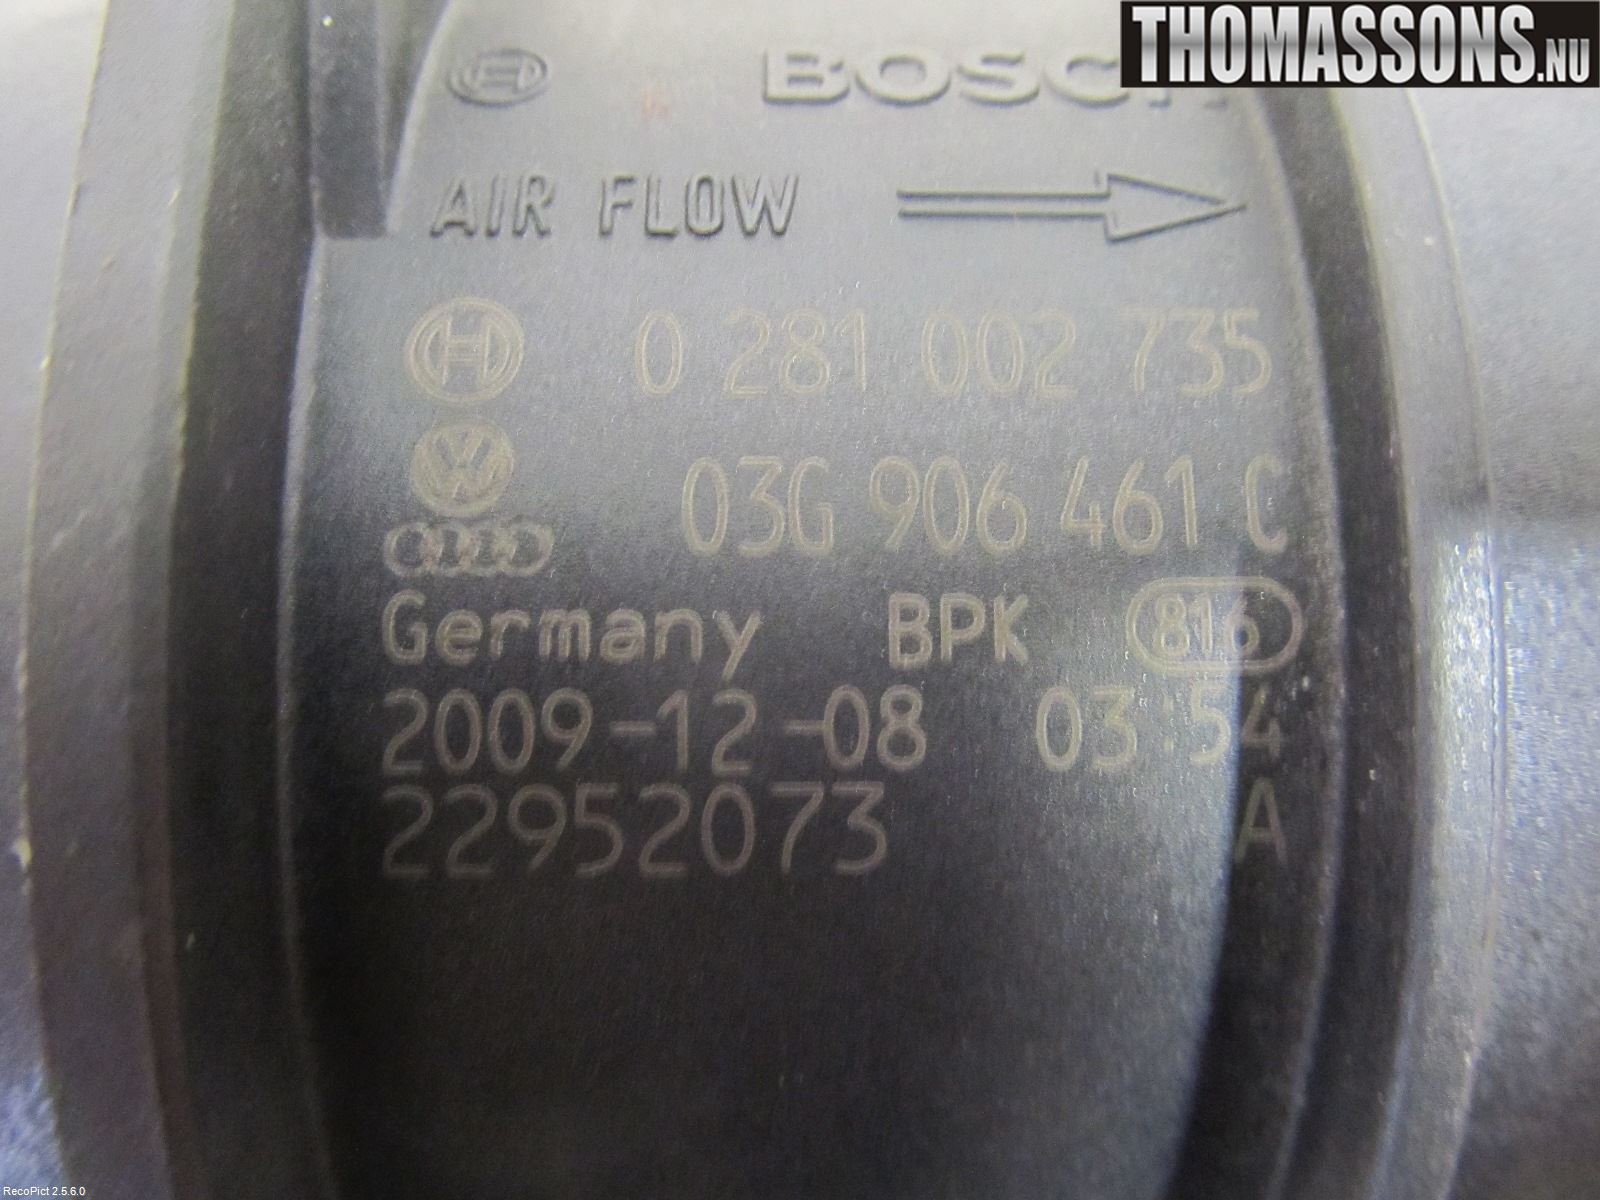 THOMASSONS.NU
BOSCH
AIR FLOW
0 281 002 735
03G 906 461 C
Germany BPK 816
2009-12-08 03:54
22952073 A
RecoPict 2.5.6.0